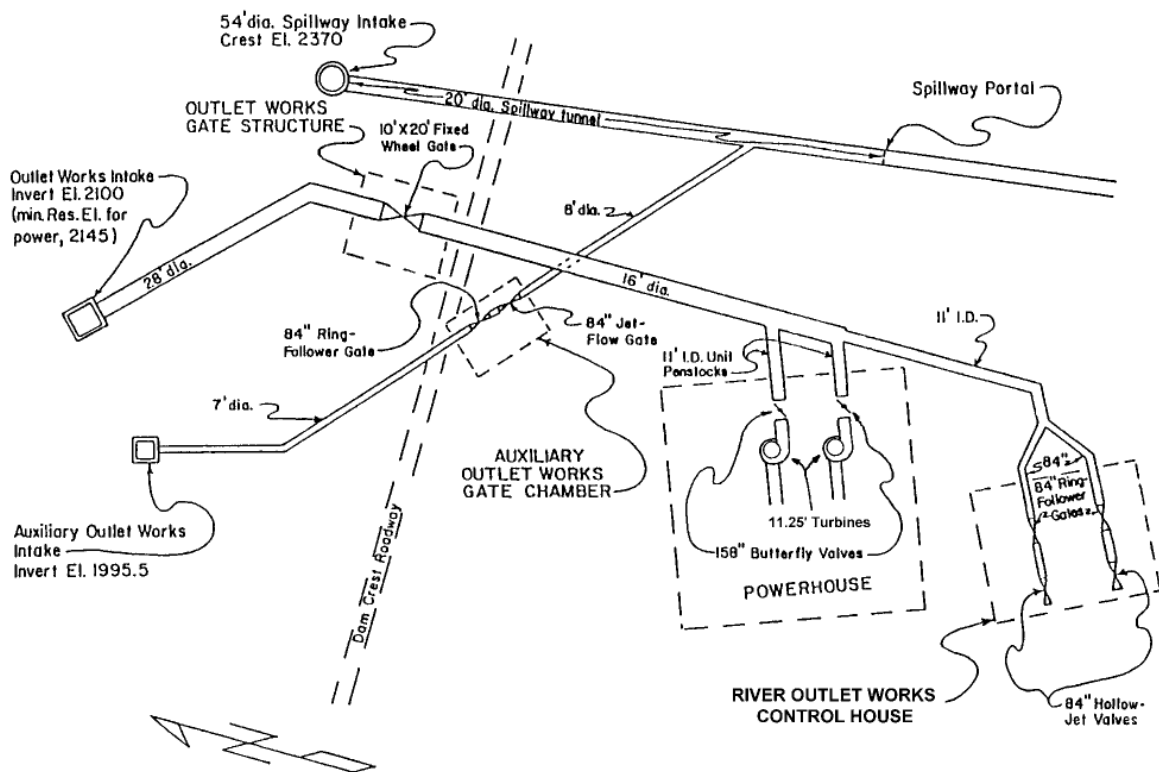 54'dia. Spillway Intake
Crest El. 2370
20' dia. Spillway tunnel
Spillway Portal
OUTLET WORKS
GATE STRUCTURE
10'X20' Fixed
Wheel Gate
Outlet Works Intake
Invert El. 2100
(min. Res. El. for
power, 2145)
28'dia.
8'dia.
16' dia.
84" Ring-
Follower Gate
84" Jet-
Flow Gate
11' I.D.
11' I.D. Unit
Penstocks
7'dia.
AUXILIARY
OUTLET WORKS
GATE CHAMBER
84"
84" Ring-
Follower
Gates
Auxiliary Outlet Works
Intake
Invert El. 1995.5
11.25' Turbines
158" Butterfly Valves
POWERHOUSE
Dam Crest Roadway
RIVER OUTLET WORKS
CONTROL HOUSE
84" Hollow-
Jet Valves